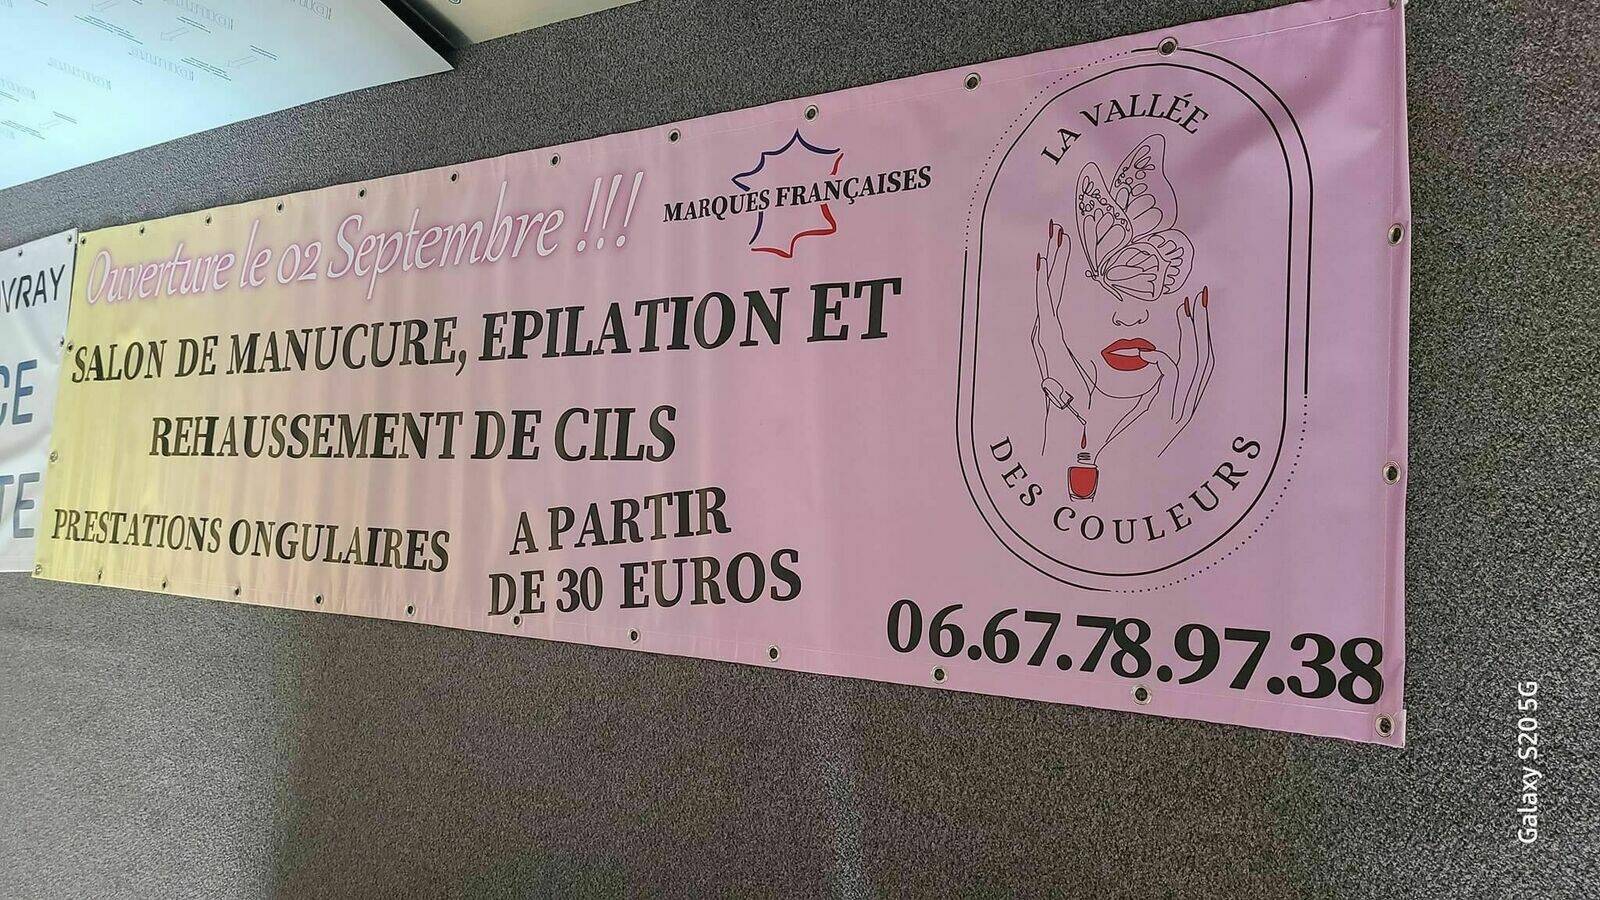 Ouverture le 02 Septembre !!!
MARQUES FRANÇAISES
SALON DE MANUCURE, EPILATION ET
REHAUSSEMENT DE CILS
PRESTATIONS ONGULAIRES
A PARTIR
DE 30 EUROS
LA VALLÉE
DES COULEURS
06.67.78.97.38
VRAY
CE
TE
Galaxy S20 5G